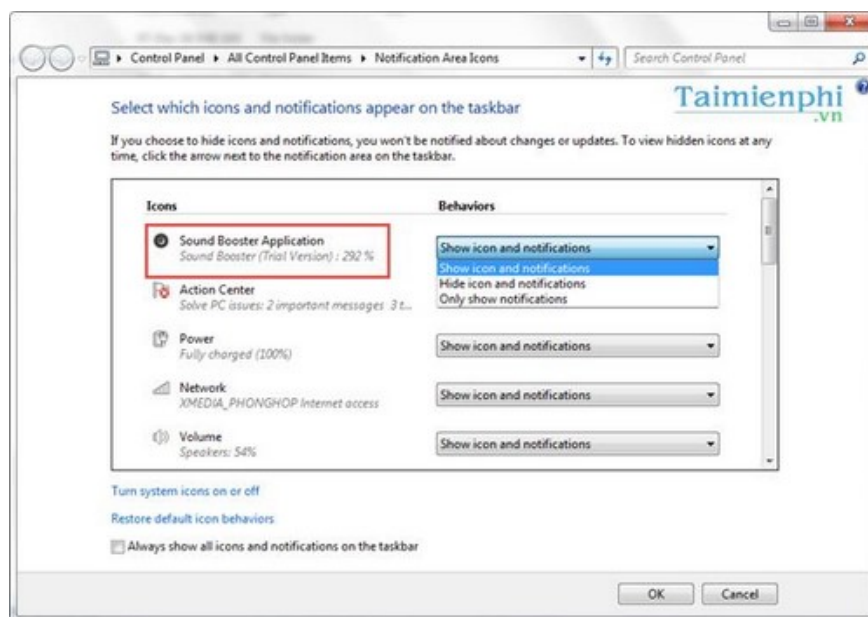 Control Panel ▸ All Control Panel Items ▸ Notification Area Icons
Search Control Panel
Taimienphi
.vn
Select which icons and notifications appear on the taskbar
If you choose to hide icons and notifications, you won't be notified about changes or updates. To view hidden icons at any
time, click the arrow next to the notification area on the taskbar.
Icons Behaviors
Sound Booster Application
Sound Booster (Trial Version) : 292 %
Show icon and notifications
Show icon and notifications
Hide icon and notifications
Only show notifications
Action Center
Solve PC issues: 2 important messages 3 t...
Power
Fully charged (100%)
Show icon and notifications
Network
XMEDIA_PHONGHOP Internet access
Show icon and notifications
Volume
Speakers: 54%
Show icon and notifications
Turn system icons on or off
Restore default icon behaviors
Always show all icons and notifications on the taskbar
OK Cancel